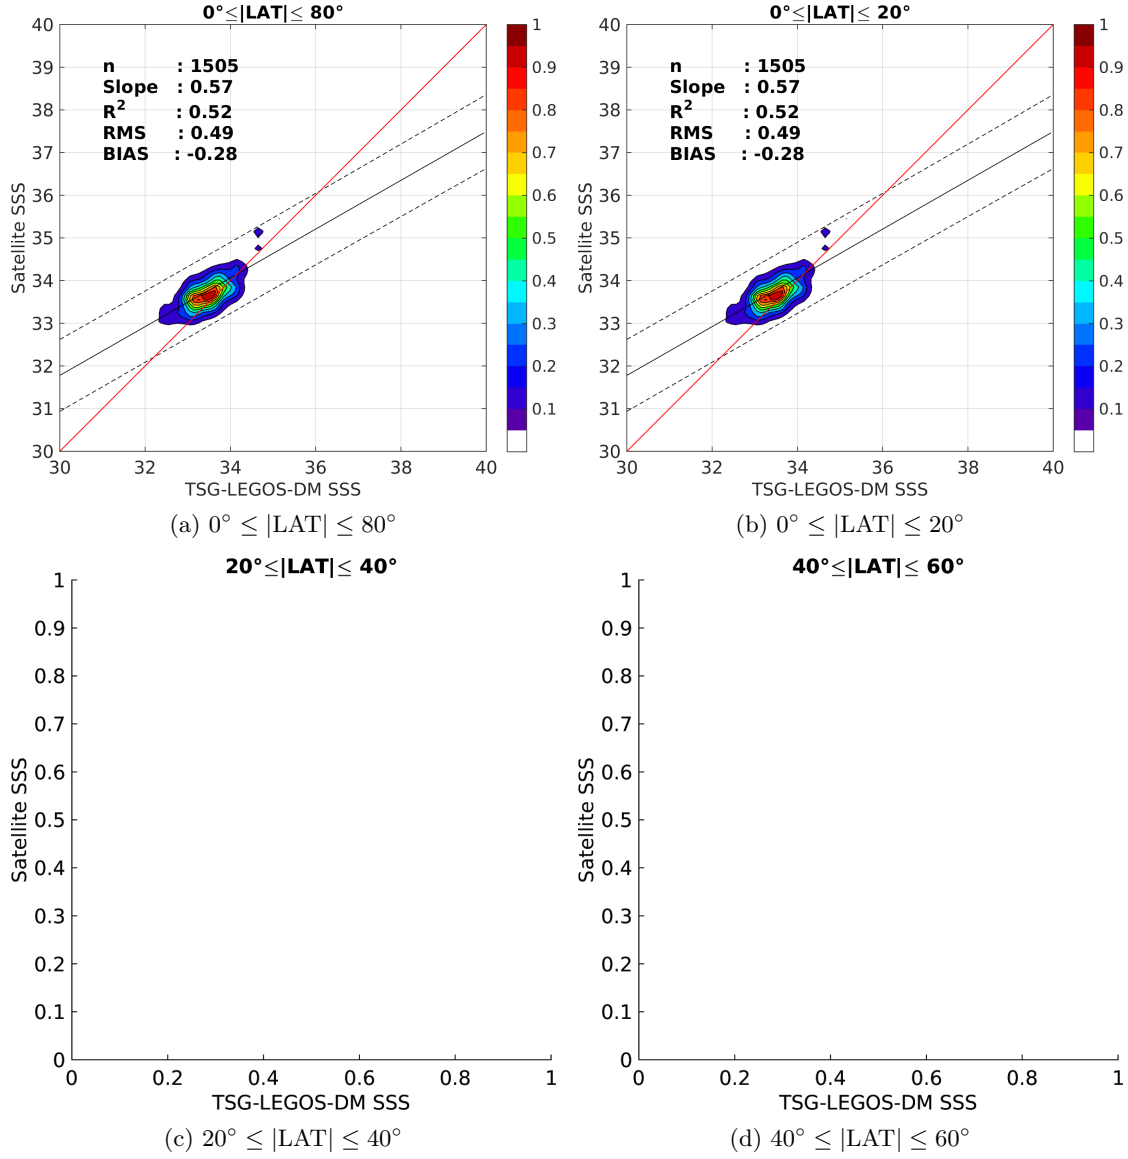 0°≤|LAT|≤ 80°
n : 1505
Slope : 0.57
R² : 0.52
RMS : 0.49
BIAS : -0.28
40
39
38
37
36
35
34
33
32
31
30
Satellite SSS
30 32 34 36 38 40
TSG-LEGOS-DM SSS
1
0.9
0.8
0.7
0.6
0.5
0.4
0.3
0.2
0.1
(a) 0° ≤ |LAT| ≤ 80°
0°≤|LAT|≤ 20°
n : 1505
Slope : 0.57
R² : 0.52
RMS : 0.49
BIAS : -0.28
40
39
38
37
36
35
34
33
32
31
30
Satellite SSS
30 32 34 36 38 40
TSG-LEGOS-DM SSS
1
0.9
0.8
0.7
0.6
0.5
0.4
0.3
0.2
0.1
(b) 0° ≤ |LAT| ≤ 20°
20°≤|LAT|≤ 40°
1
0.9
0.8
0.7
0.6
0.5
0.4
0.3
0.2
0.1
0
Satellite SSS
0 0.2 0.4 0.6 0.8 1
TSG-LEGOS-DM SSS
(c) 20° ≤ |LAT| ≤ 40°
40°≤|LAT|≤ 60°
1
0.9
0.8
0.7
0.6
0.5
0.4
0.3
0.2
0.1
0
Satellite SSS
0 0.2 0.4 0.6 0.8 1
TSG-LEGOS-DM SSS
(d) 40° ≤ |LAT| ≤ 60°